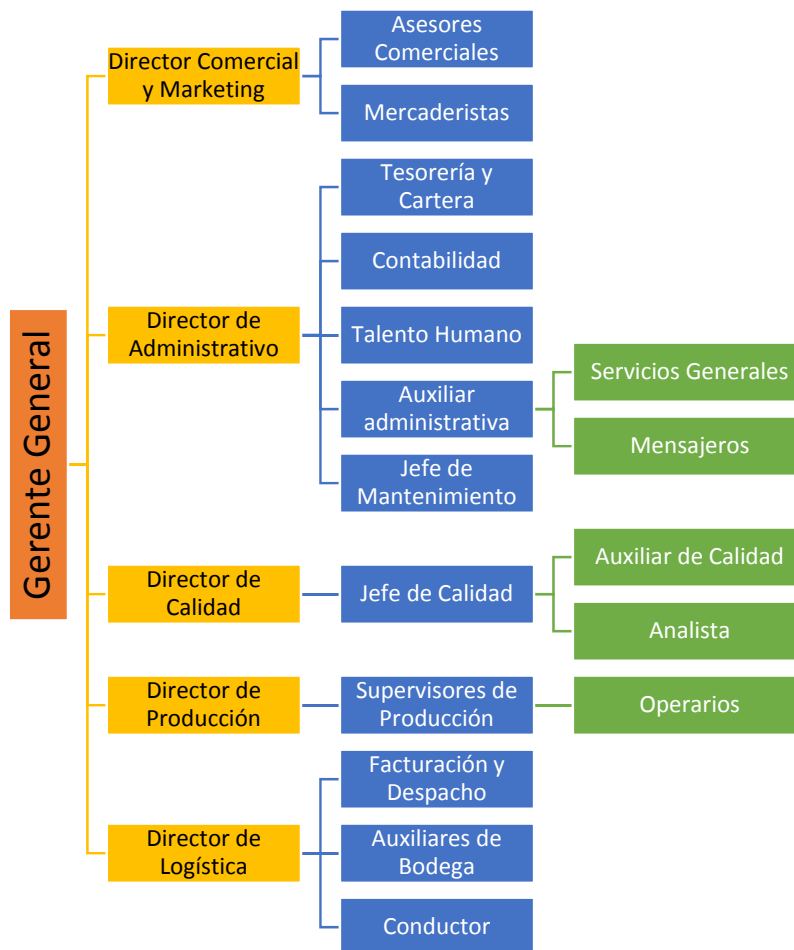 Gerente General
Director Comercial
y Marketing
Asesores
Comerciales
Mercaderistas
Director de
Administrativo
Tesorería y
Cartera
Contabilidad
Talento Humano
Auxiliar
administrativa
Servicios Generales
Mensajeros
Jefe de
Mantenimiento
Director de
Calidad
Jefe de Calidad
Auxiliar de Calidad
Analista
Director de
Producción
Supervisores de
Producción
Operarios
Director de
Logística
Facturación y
Despacho
Auxiliares de
Bodega
Conductor